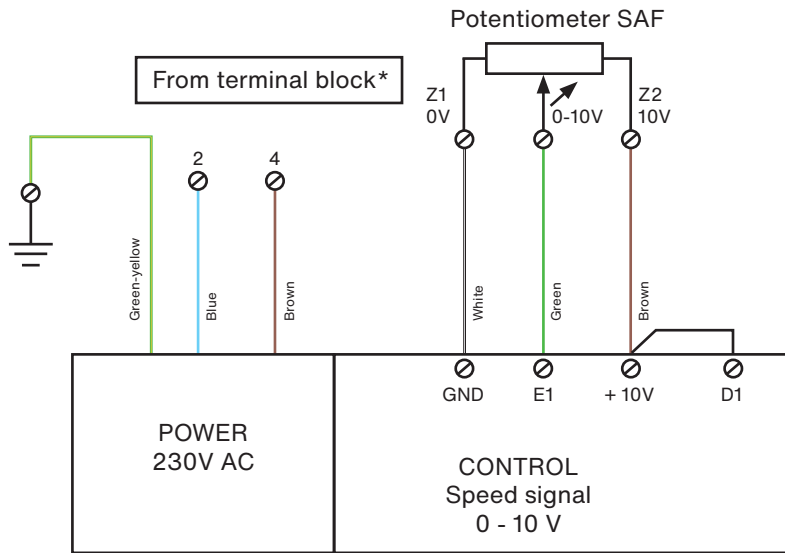 Potentiometer SAF
From terminal block*
Z1
0V
0-10V
Z2
10V
2
4
Green-yellow
Blue
Brown
White
Green
Brown
GND
E1
+ 10V
D1
POWER
230V AC
CONTROL
Speed signal
0 - 10 V